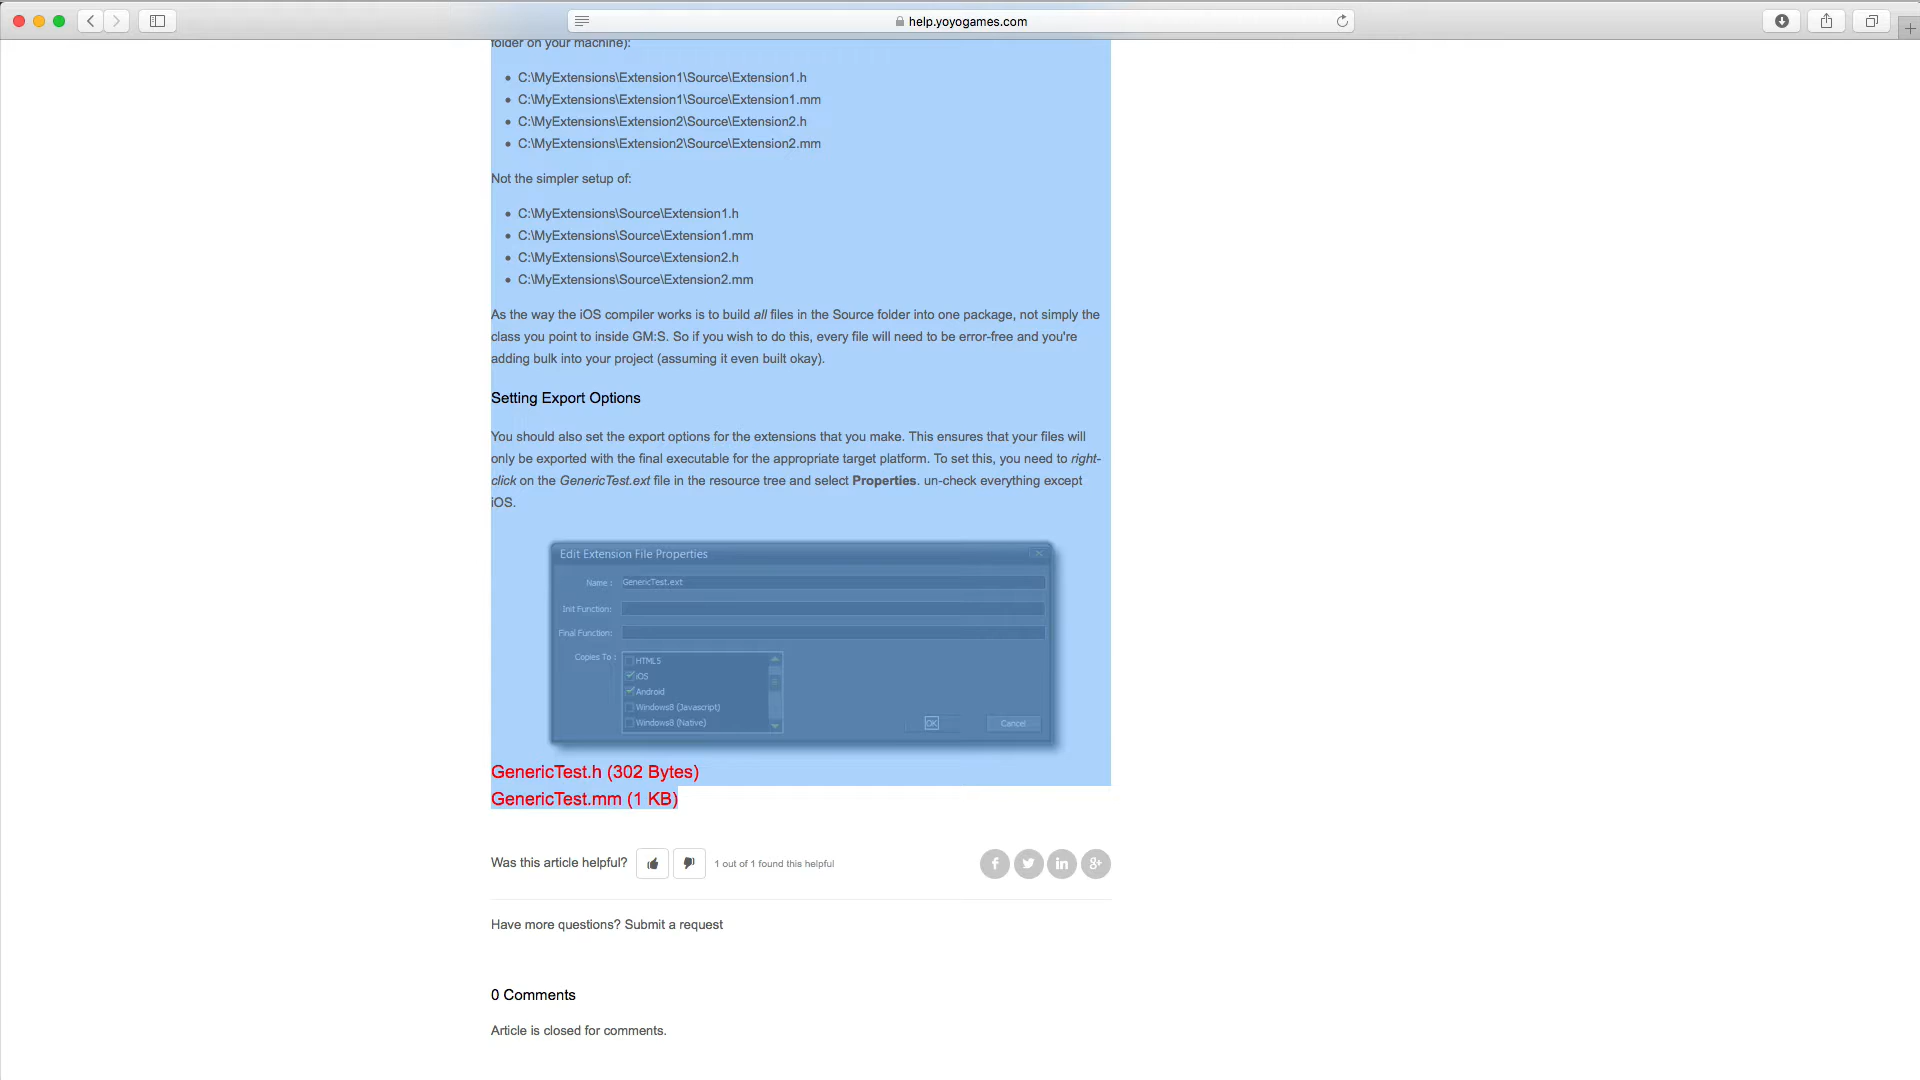 help.yoyogames.com
folder on your machine):
C:\MyExtensions\Extension1\Source\Extension1.h
C:\MyExtensions\Extension1\Source\Extension1.mm
C:\MyExtensions\Extension2\Source\Extension2.h
C:\MyExtensions\Extension2\Source\Extension2.mm
Not the simpler setup of:
C:\MyExtensions\Source\Extension1.h
C:\MyExtensions\Source\Extension1.mm
C:\MyExtensions\Source\Extension2.h
C:\MyExtensions\Source\Extension2.mm
As the way the iOS compiler works is to build all files in the Source folder into one package, not simply the
class you point to inside GM:S. So if you wish to do this, every file will need to be error-free and you're
adding bulk into your project (assuming it even built okay).
Setting Export Options
You should also set the export options for the extensions that you make. This ensures that your files will
only be exported with the final executable for the appropriate target platform. To set this, you need to right-
click on the GenericTest.ext file in the resource tree and select Properties. un-check everything except
iOS.
Edit Extension File Properties
Name : GenericTest.ext
Init Function:
Final Function:
Copies To : HTML5
iOS
Android
Windows8 (Javascript)
Windows8 (Native)
OK Cancel
GenericTest.h (302 Bytes)
GenericTest.mm (1 KB)
Was this article helpful? 1 out of 1 found this helpful
Have more questions? Submit a request
0 Comments
Article is closed for comments.